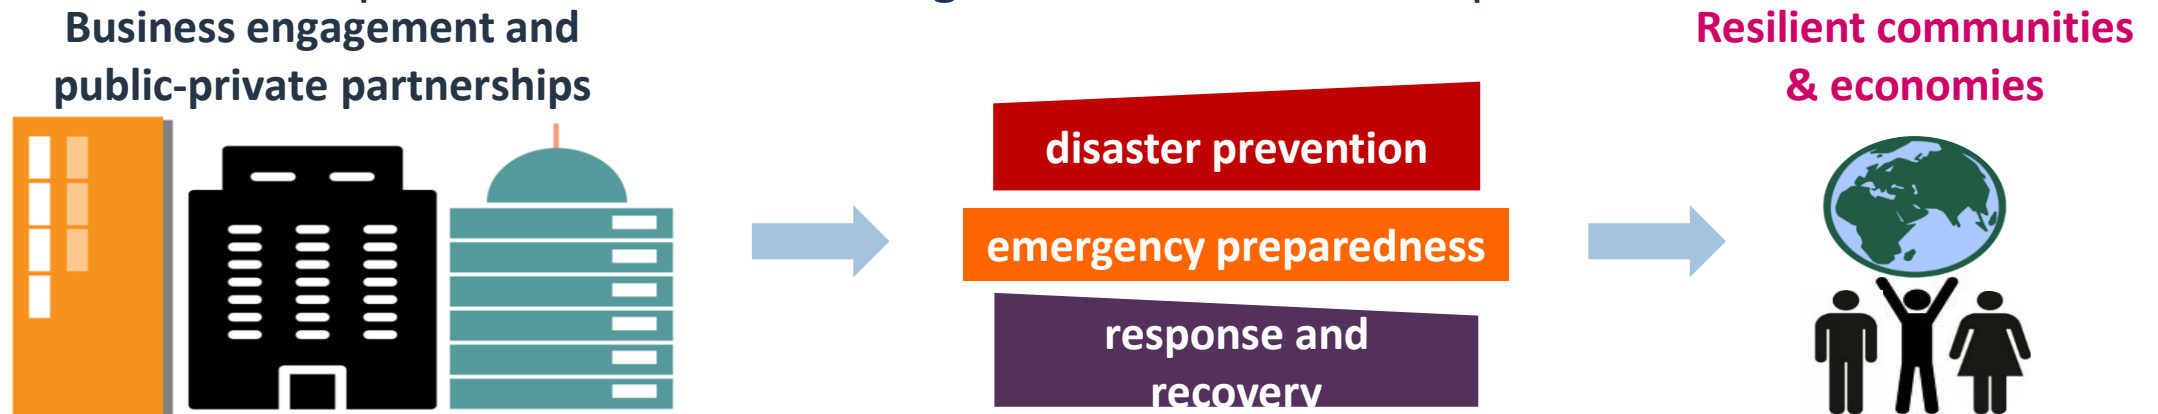 Business engagement and
public-private partnerships
disaster prevention
emergency preparedness
response and
recovery
Resilient communities
& economies